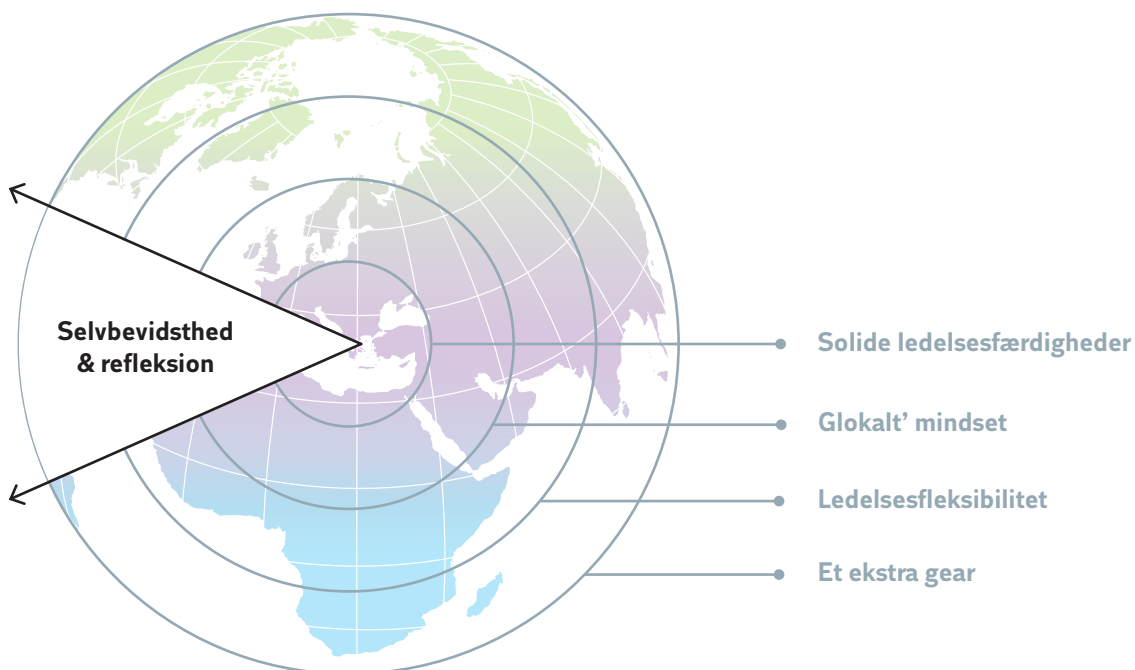 Selvbevidsthed
& refleksion
Solide ledelsesfærdigheder
Glokalt’ mindset
Ledelsesfleksibilitet
Et ekstra gear